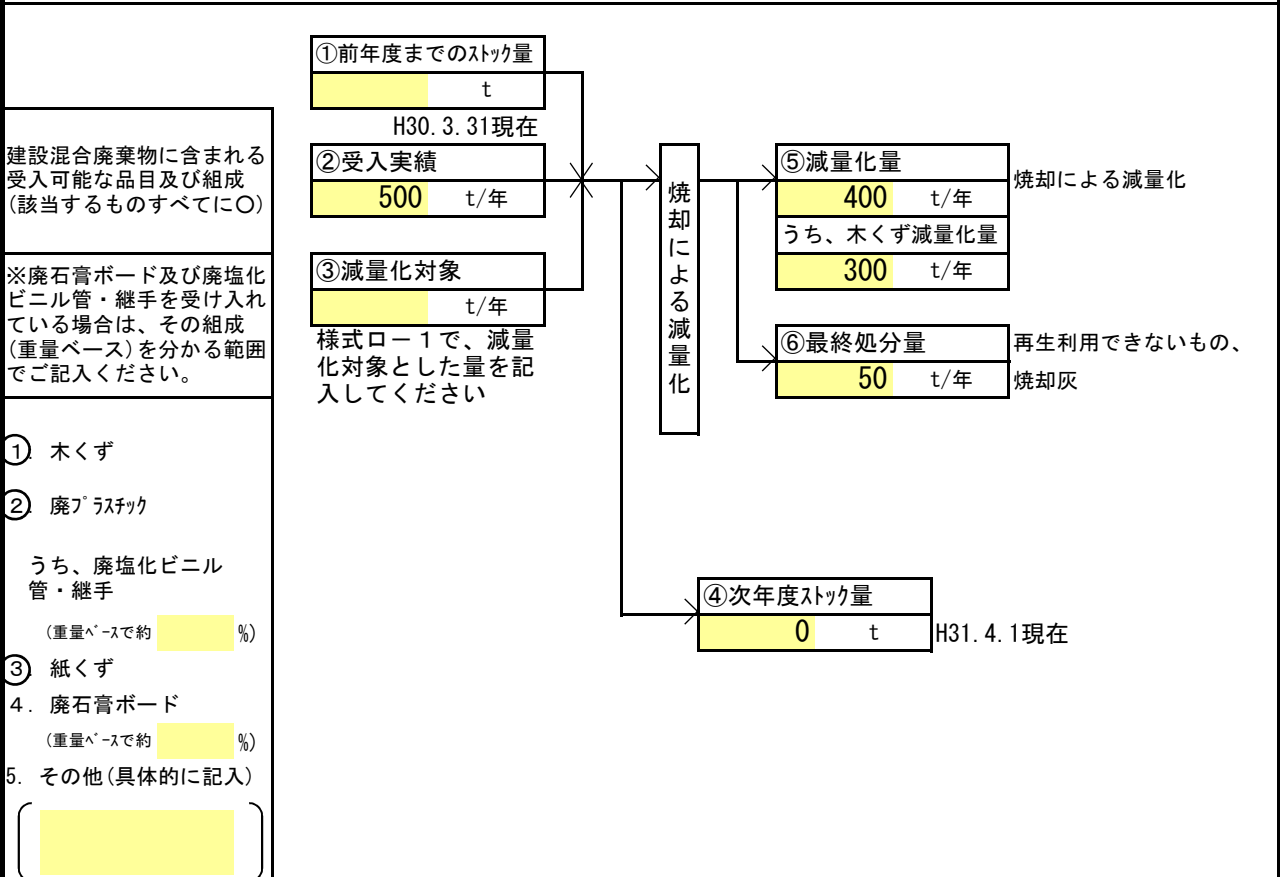 建設混合廃棄物に含まれる
受入可能な品目及び組成
(該当するものすべてに〇)
※廃石膏ボード及び廃塩化
ビニル管・継手を受け入れ
ている場合は、その組成
(重量ベース)を分かる範囲
でご記入ください。
①. 木くず
②. 廃ﾌﾟﾗｽﾁｯｸ
うち、廃塩化ビニル
管・継手
(重量ﾍﾞｰｽで約 %)
③. 紙くず
４. 廃石膏ボード
(重量ﾍﾞｰｽで約 %)
5. その他(具体的に記入)
①前年度までのｽﾄｯｸ量
t
H30.3.31現在
②受入実績
500 t/年
③減量化対象
t/年
様式ロー１で、減量
化対象とした量を記
入してください
焼却による減量化
⑤減量化量
400 t/年
焼却による減量化
うち、木くず減量化量
300 t/年
⑥最終処分量
50 t/年
再生利用できないもの、
焼却灰
④次年度ｽﾄｯｸ量
0 t
H31.4.1現在